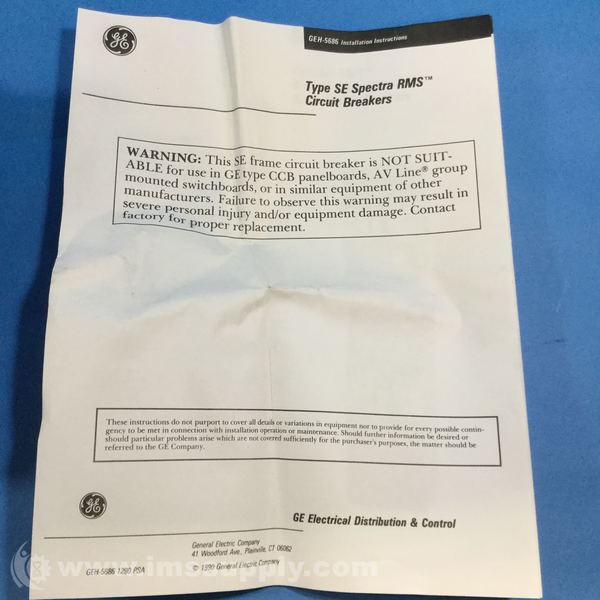 GE
GEH-5686 Installation Instructions
Type SE Spectra RMS™
Circuit Breakers
WARNING: This SE frame circuit breaker is NOT SUIT-
ABLE for use in GE type CCB panelboards, AV Line® group
mounted switchboards, or in similar equipment of other
manufacturers. Failure to observe this warning may result in
severe personal injury and/or equipment damage. Contact
factory for proper replacement.
These instructions do not purport to cover all details or variations in equipment nor to provide for every possible contin-
gency to be met in connection with installation operation or maintenance. Should further information be desired or
should particular problems arise which are not covered sufficiently for the purchaser's purposes, the matter should be
referred to the GE Company.
GE
GE Electrical Distribution & Control
General Electric Company
41 Woodford Ave., Plainville, CT 06062
© 1990 General Electric Company
GEH-5686 1290 PSA
www.imssupply.com